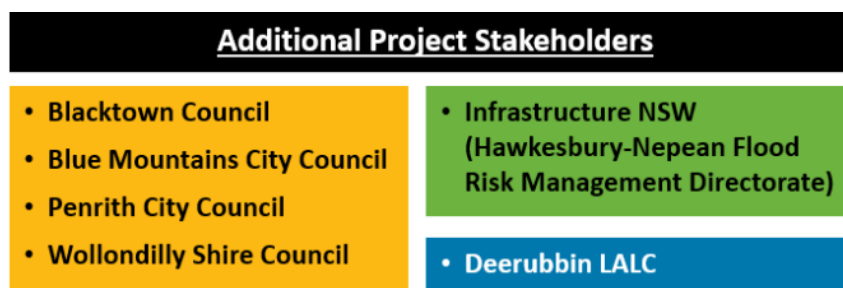 Additional Project Stakeholders
• Blacktown Council
• Blue Mountains City Council
• Penrith City Council
• Wollondilly Shire Council
• Infrastructure NSW
(Hawkesbury-Nepean Flood
Risk Management Directorate)
• Deerubbin LALC